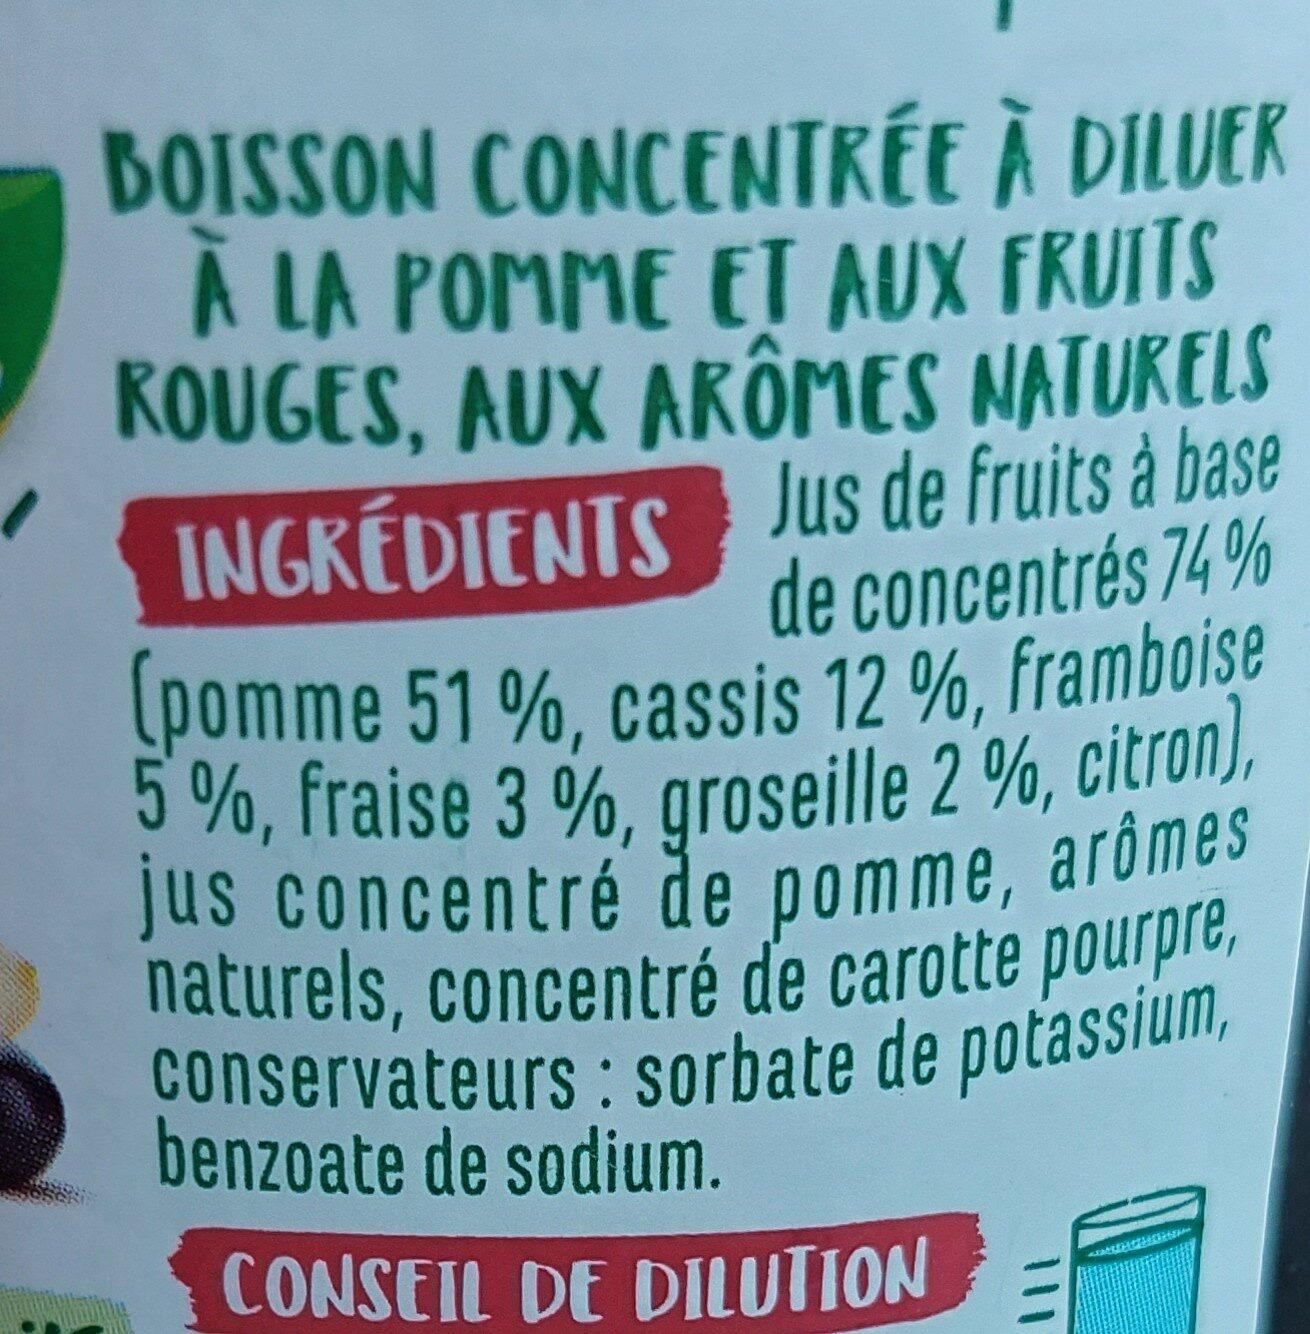 BOISSON CONCENTRÉE À DILUER
À LA POMME ET AUX FRUITS
ROUGES, AUX ARÔMES NATURELS
INGRÉDIENTS Jus de fruits à base
de concentrés 74 %
(pomme 51 %, cassis 12 %, framboise
5 %, fraise 3 %, groseille 2 %, citron),
jus concentré de pomme, arômes
naturels, concentré de carotte pourpre,
conservateurs : sorbate de potassium,
benzoate de sodium.
CONSEIL DE DILUTION